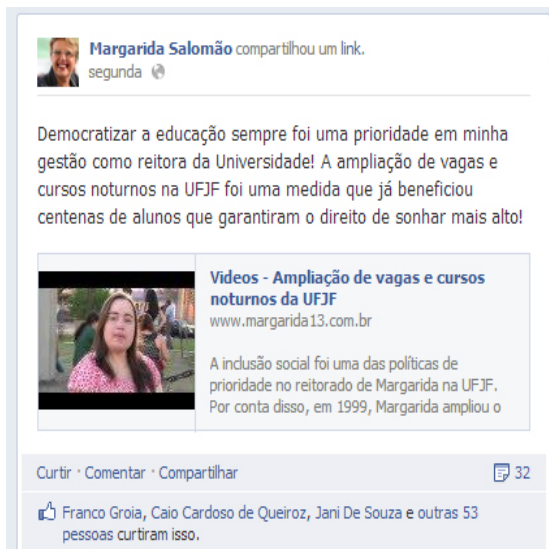 Margarida Salomão compartilhou um link.
segunda
Democratizar a educação sempre foi uma prioridade em minha
gestão como reitora da Universidade! A ampliação de vagas e
cursos noturnos na UFJF foi uma medida que já beneficiou
centenas de alunos que garantiram o direito de sonhar mais alto!
Videos - Ampliação de vagas e cursos
noturnos da UFJF
www.margarida13.com.br
A inclusão social foi uma das políticas de
prioridade no reitorado de Margarida na UFJF.
Por conta disso, em 1999, Margarida ampliou o
Curtir · Comentar · Compartilhar 32
Franco Groia, Caio Cardoso de Queiroz, Jani De Souza e outras 53
pessoas curtiram isso.